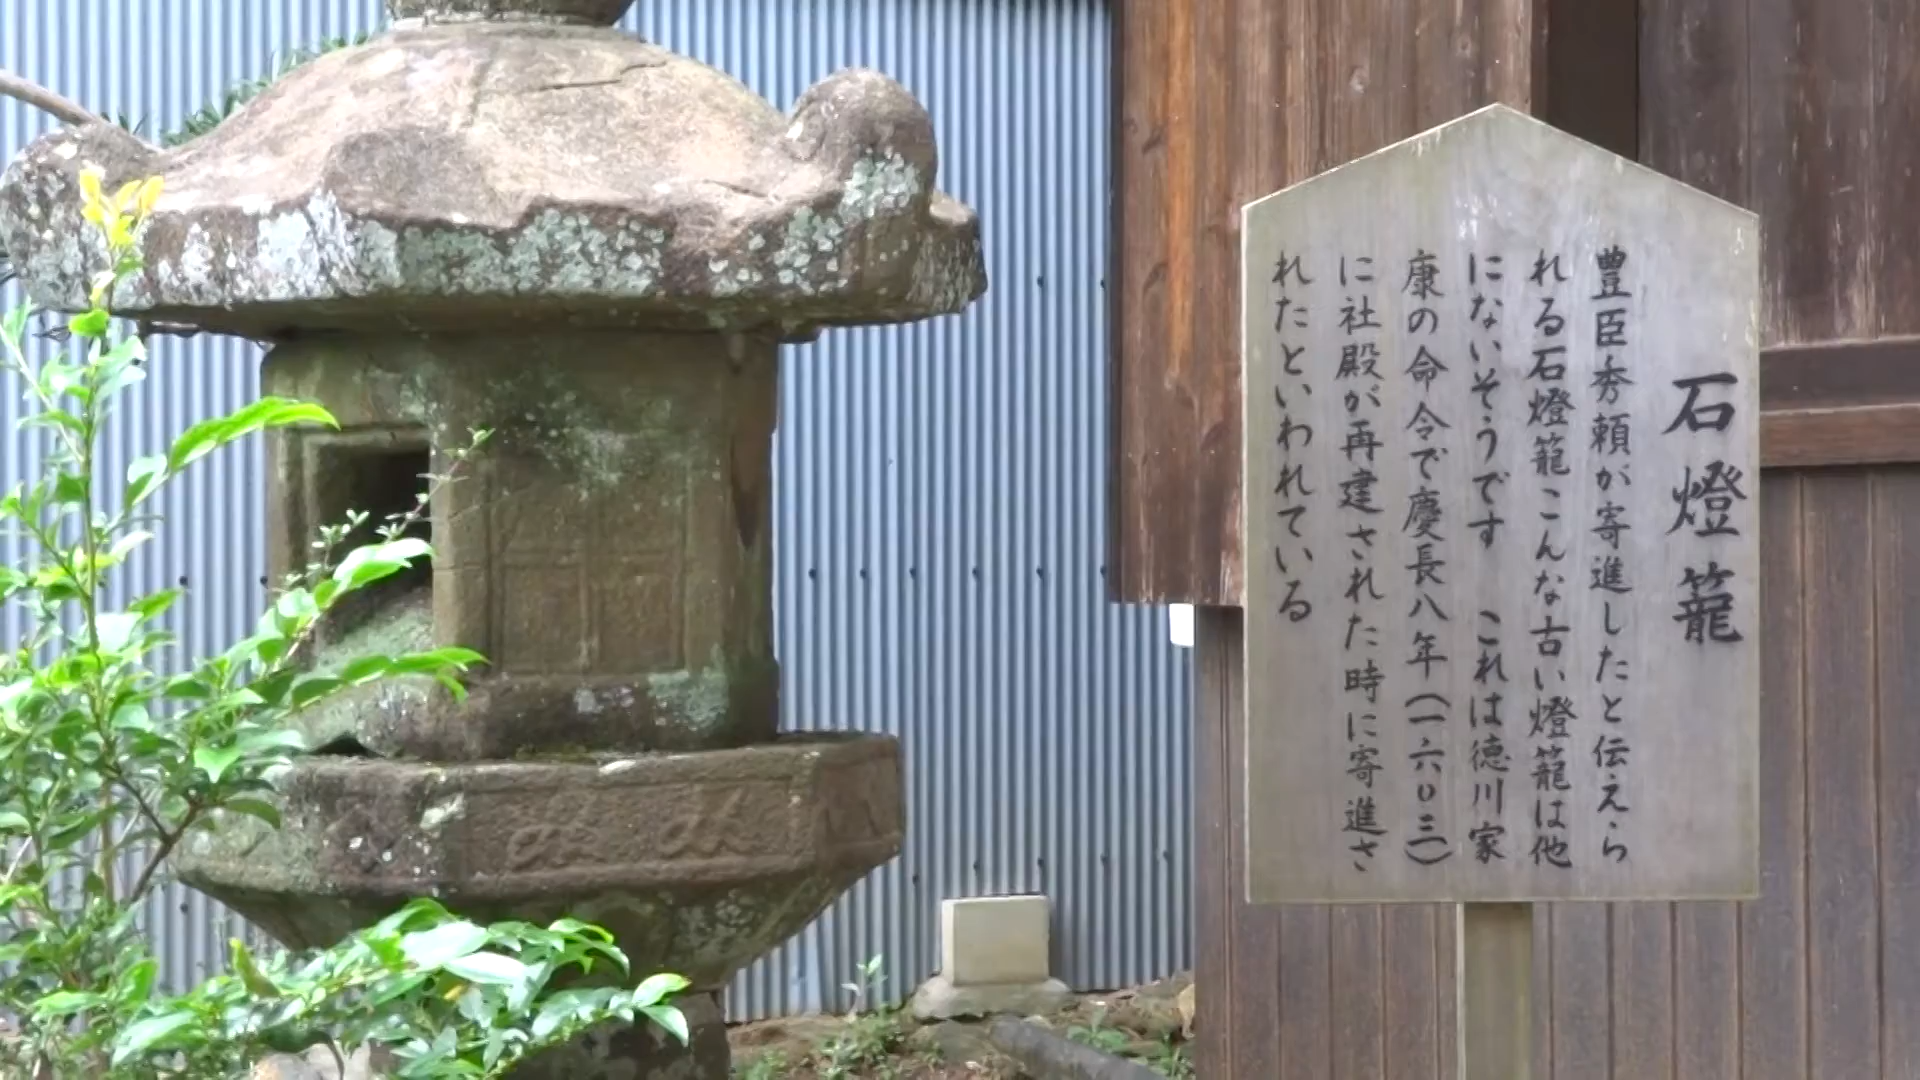 石燈籠
豊臣秀頼が寄進したと伝えら
れる石燈籠こんな古い燈籠は他
にないそうです　これは徳川家
康の命令で慶長八年(一六〇三)
に社殿が再建された時に寄進さ
れたといわれている